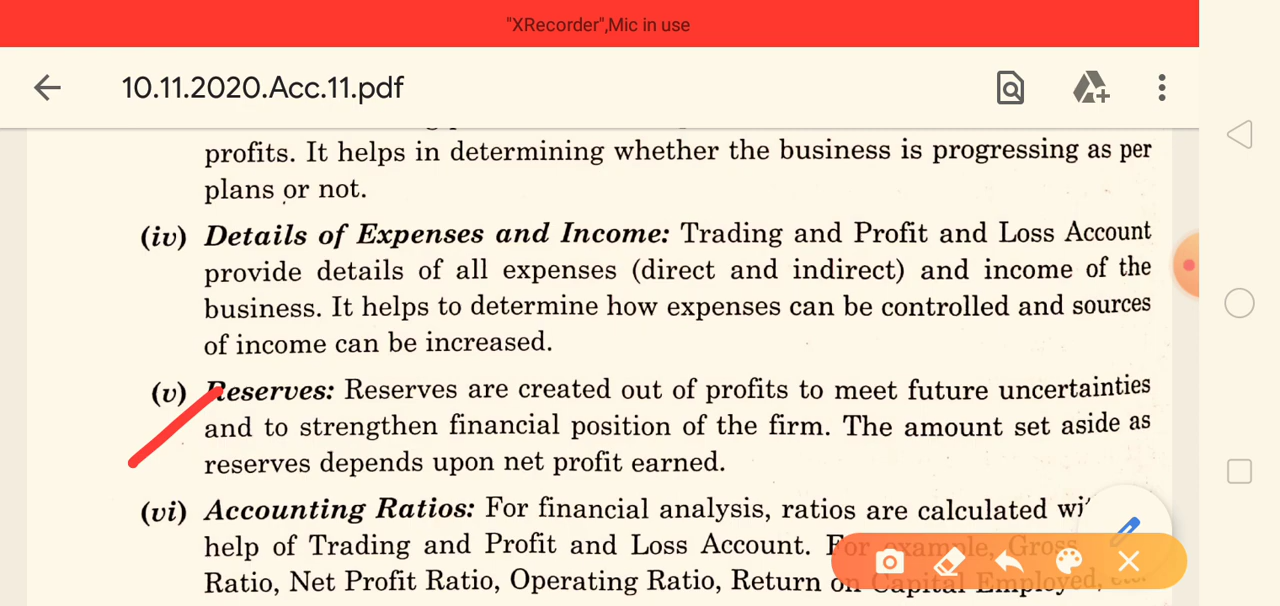 "XRecorder",Mic in use
10.11.2020.Acc.11.pdf
profits. It helps in determining whether the business is progressing as per
plans or not.
(iv) Details of Expenses and Income: Trading and Profit and Loss Account
provide details of all expenses (direct and indirect) and income of the
business. It helps to determine how expenses can be controlled and sources
of income can be increased.
(v) Reserves: Reserves are created out of profits to meet future uncertainties
and to strengthen financial position of the firm. The amount set aside as
reserves depends upon net profit earned.
(vi) Accounting Ratios: For financial analysis, ratios are calculated
help of Trading and Profit and Loss Account. For example, Gross
Ratio, Net Profit Ratio, Operating Ratio, Return on Capital Employed,